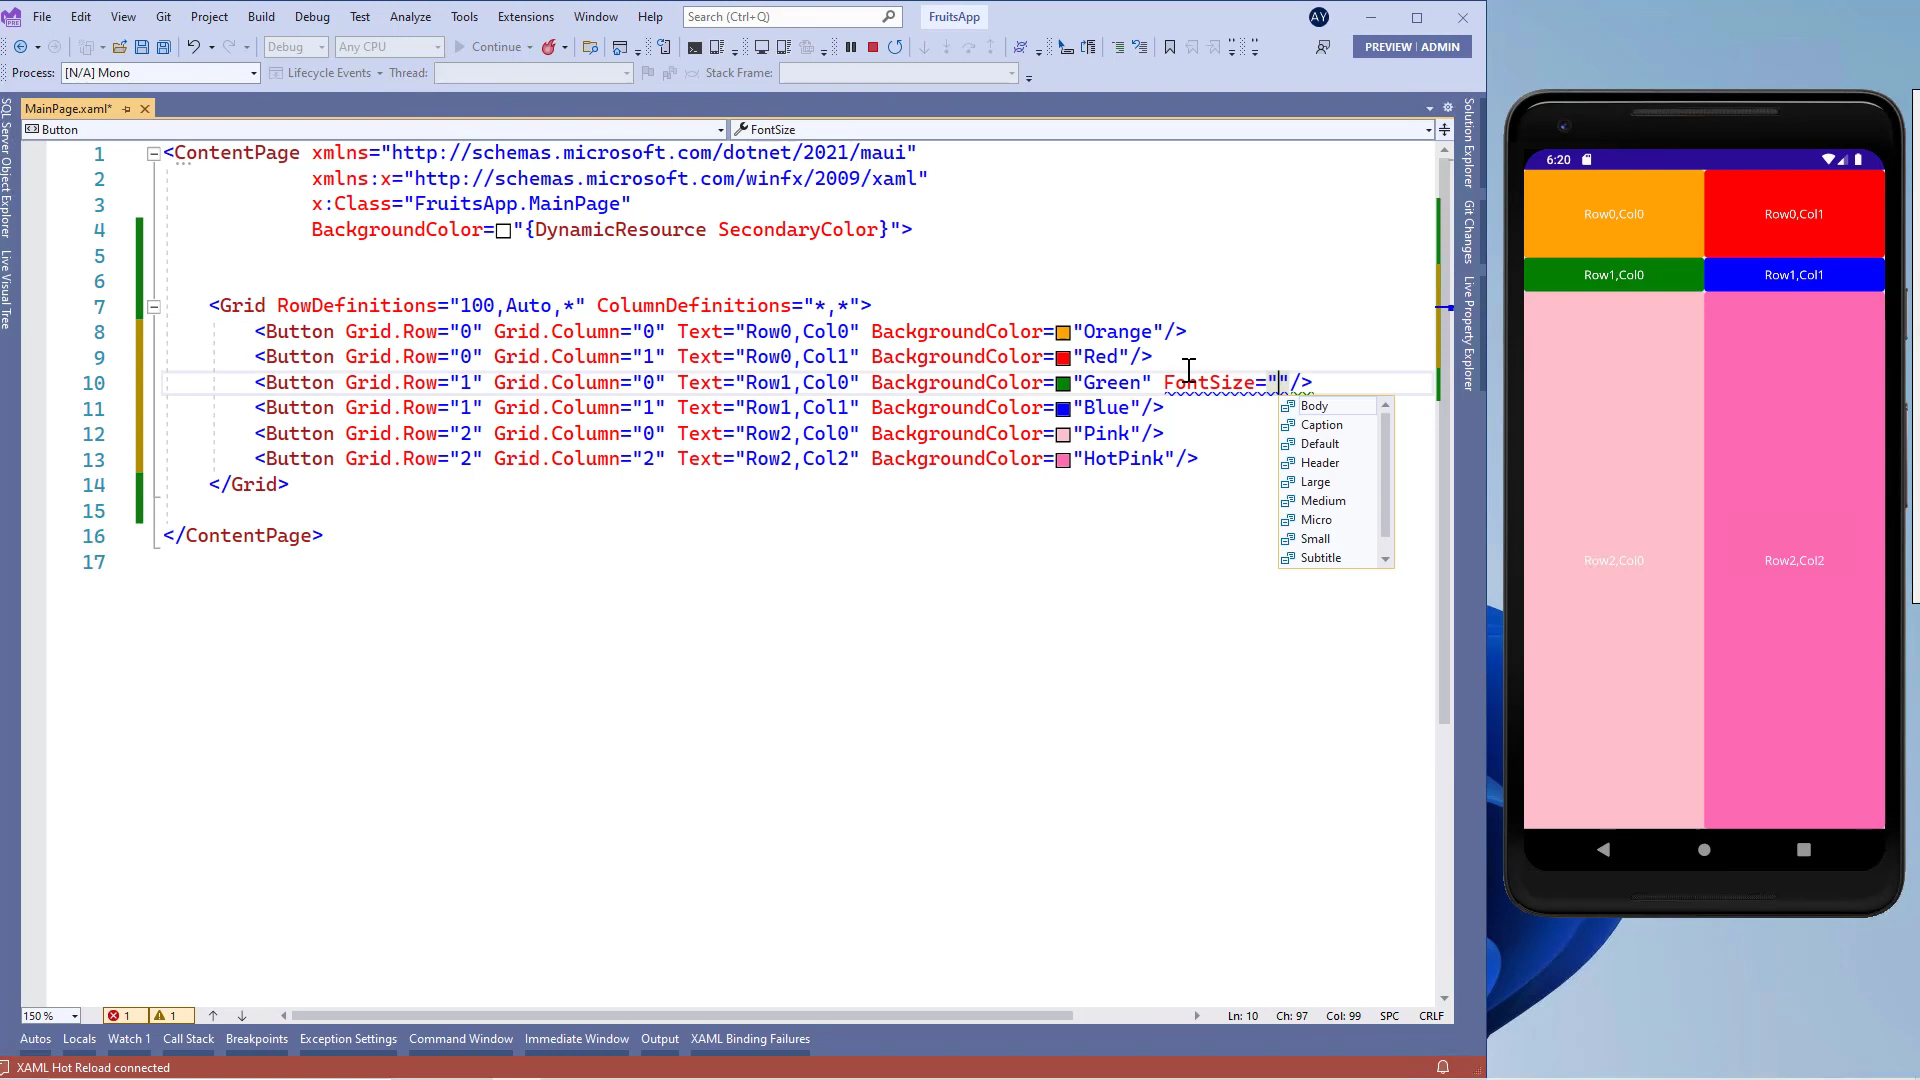 File Edit View Git Project Build Debug Test Analyze Tools Extensions Window Help Search (Ctrl+Q) FruitsApp AY
Debug Any CPU Continue PREVIEW | ADMIN
Process: [N/A] Mono Lifecycle Events Thread: Stack Frame:
MainPage.xaml*
Button FontSize
1 <ContentPage xmlns="http://schemas.microsoft.com/dotnet/2021/maui"
2 xmlns:x="http://schemas.microsoft.com/winfx/2009/xaml"
3 x:Class="FruitsApp.MainPage"
4 BackgroundColor="{DynamicResource SecondaryColor}">
5
6
7 <Grid RowDefinitions="100,Auto,*" ColumnDefinitions="*,*">
8 <Button Grid.Row="0" Grid.Column="0" Text="Row0,Col0" BackgroundColor="Orange"/>
9 <Button Grid.Row="0" Grid.Column="1" Text="Row0,Col1" BackgroundColor="Red"/>
10 <Button Grid.Row="1" Grid.Column="0" Text="Row1,Col0" BackgroundColor="Green" FontSize=""/>
11 <Button Grid.Row="1" Grid.Column="1" Text="Row1,Col1" BackgroundColor="Blue"/>
12 <Button Grid.Row="2" Grid.Column="0" Text="Row2,Col0" BackgroundColor="Pink"/>
13 <Button Grid.Row="2" Grid.Column="2" Text="Row2,Col2" BackgroundColor="HotPink"/>
14 </Grid>
15
16 </ContentPage>
17
Body
Caption
Default
Header
Large
Medium
Micro
Small
Subtitle
150 % 1 1 Ln: 10 Ch: 97 Col: 99 SPC CRLF
Autos Locals Watch 1 Call Stack Breakpoints Exception Settings Command Window Immediate Window Output XAML Binding Failures
XAML Hot Reload connected
SQL Server Object Explorer
Live Visual Tree
Solution Explorer
Git Changes
Live Property Explorer
6:20
Row0,Col0 Row0,Col1
Row1,Col0 Row1,Col1
Row2,Col0 Row2,Col2